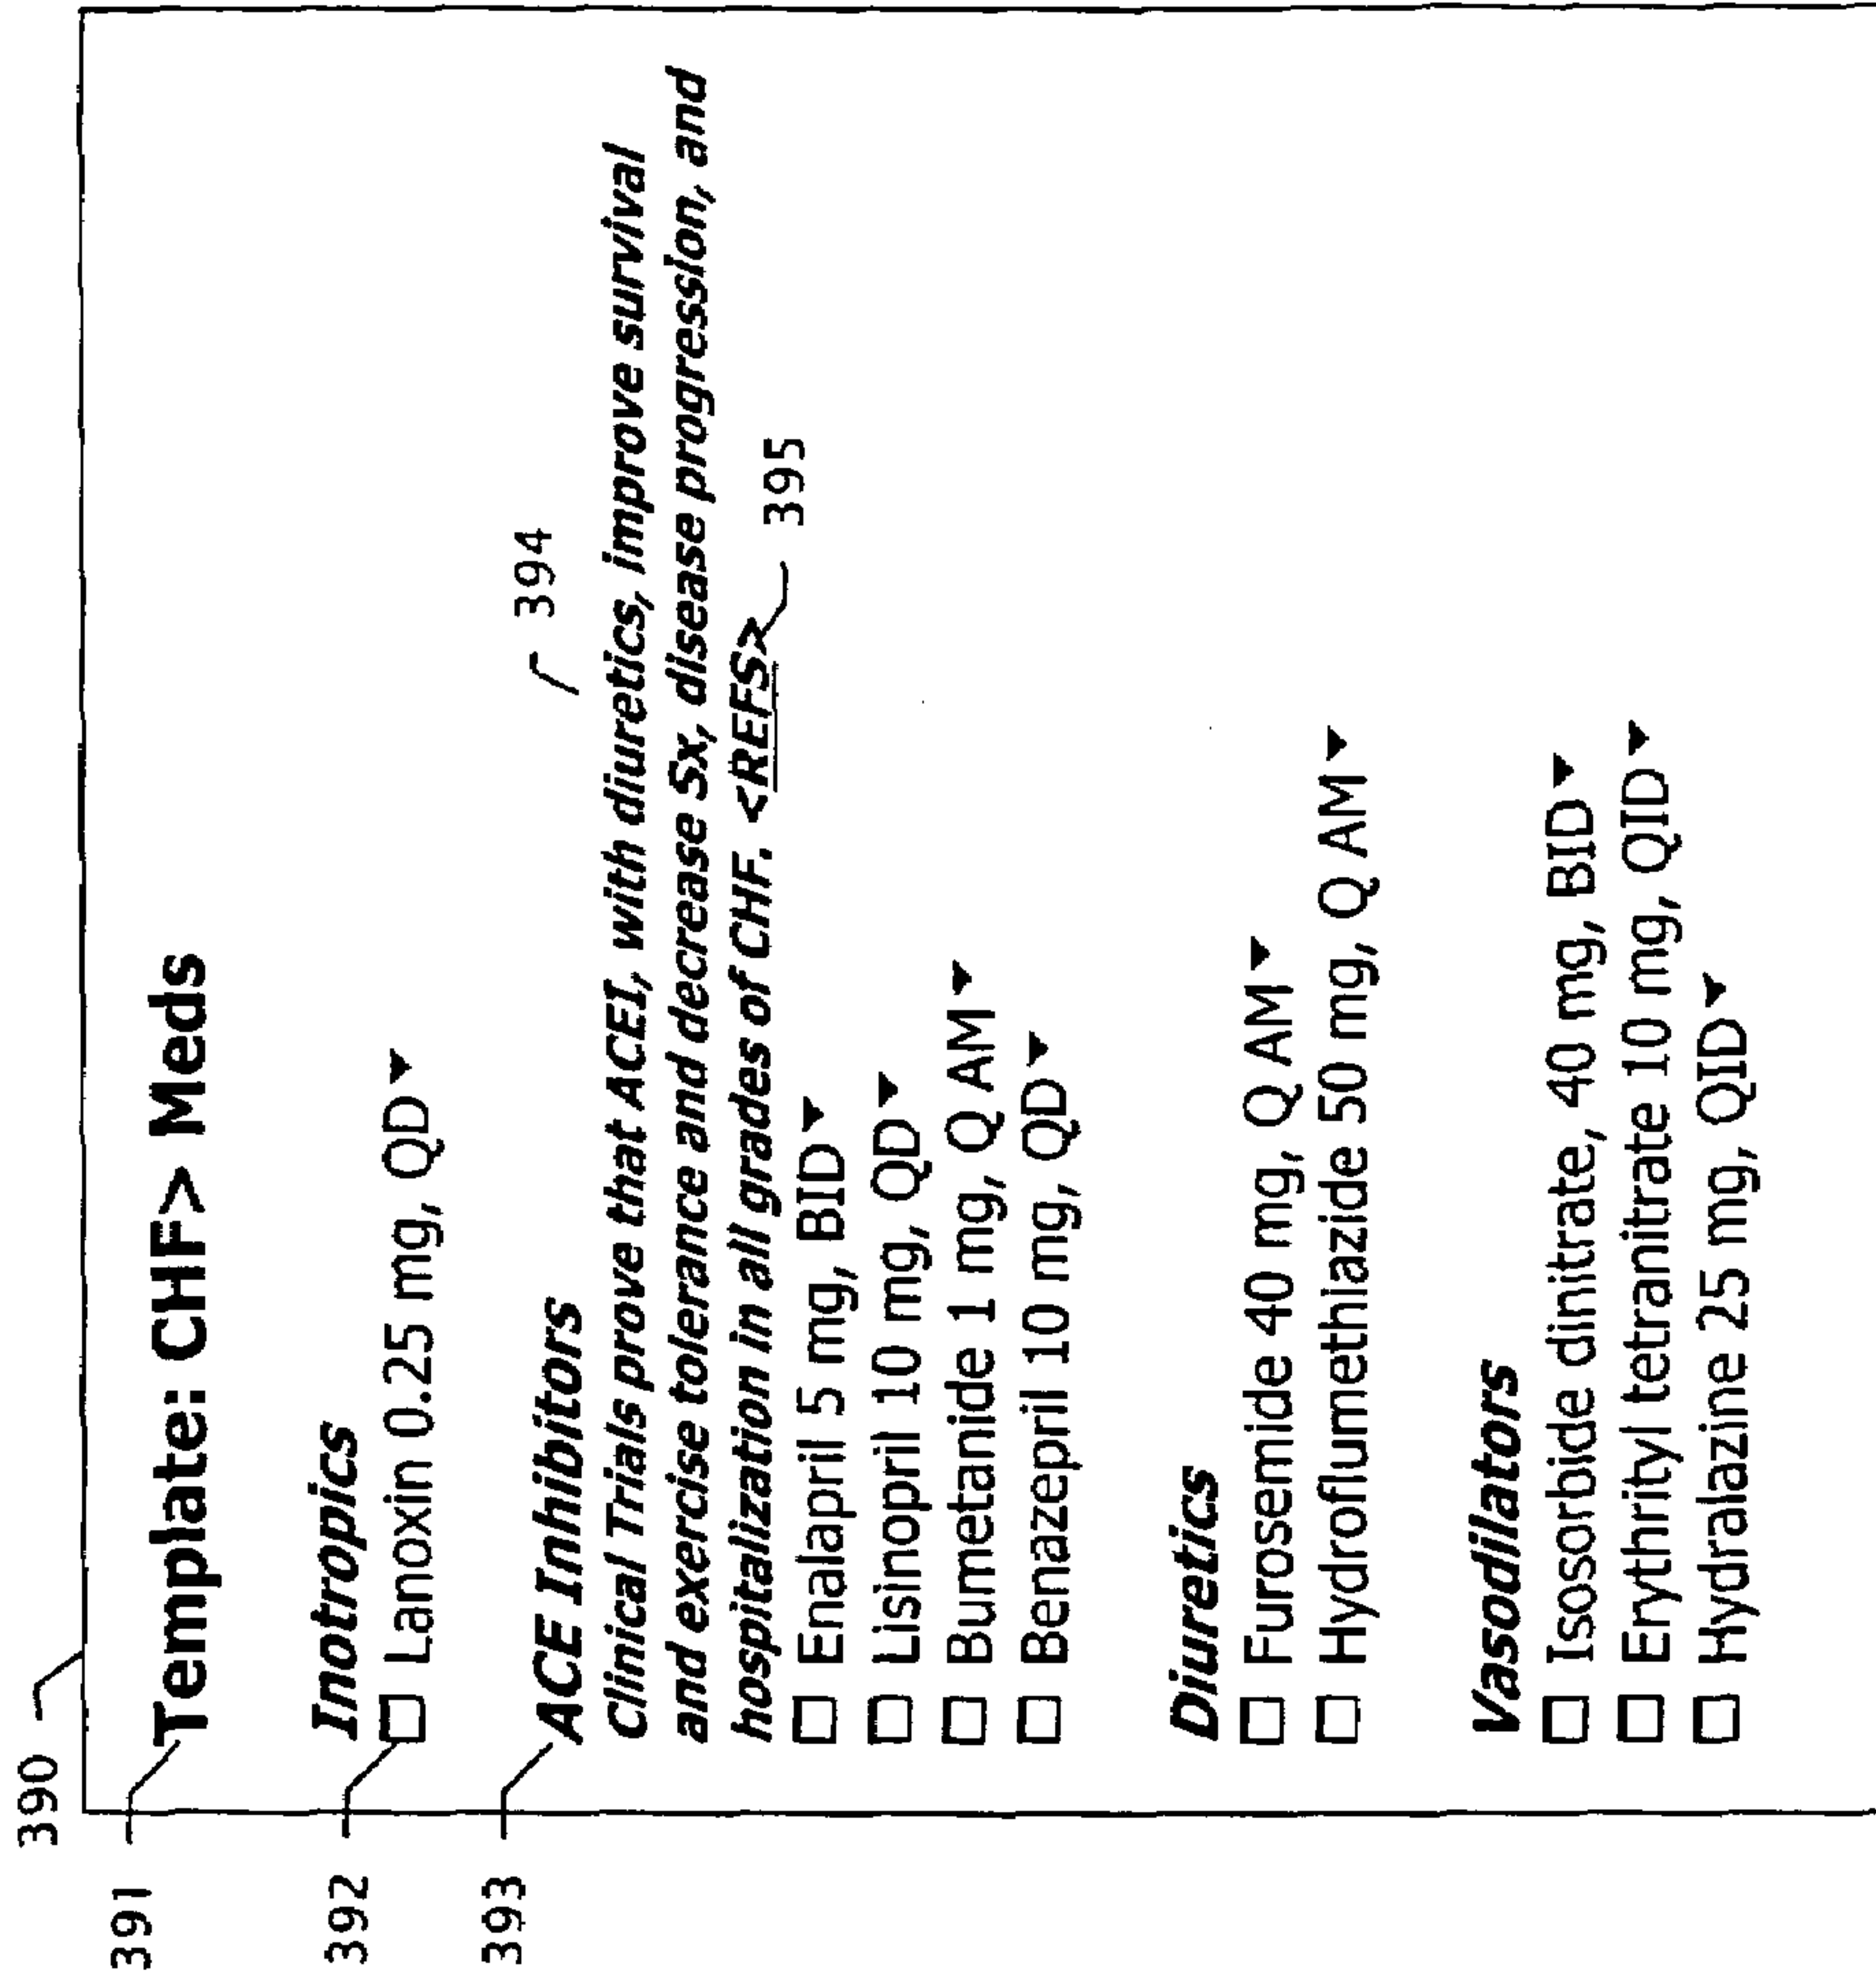 390
391
Template: CHF> Meds
Inotropics
392
Lanoxin 0.25 mg, QD
393
394
ACE Inhibitors
Clinical Trials prove that ACEI, with diuretics, improve survival
and exercise tolerance and decrease Sx, disease progression, and
hospitalization in all grades of CHF. <REFS>
395
Enalapril 5 mg, BID
Lisinopril 10 mg, QD
Bumetanide 1 mg, Q AM
Benazepril 10 mg, QD
Diuretics
Furosemide 40 mg, Q AM
Hydroflumethiazide 50 mg, Q AM
Vasodilators
Isosorbide dinitrate, 40 mg, BID
Erythrityl tetranitrate 10 mg, QID
Hydralazine 25 mg, QID